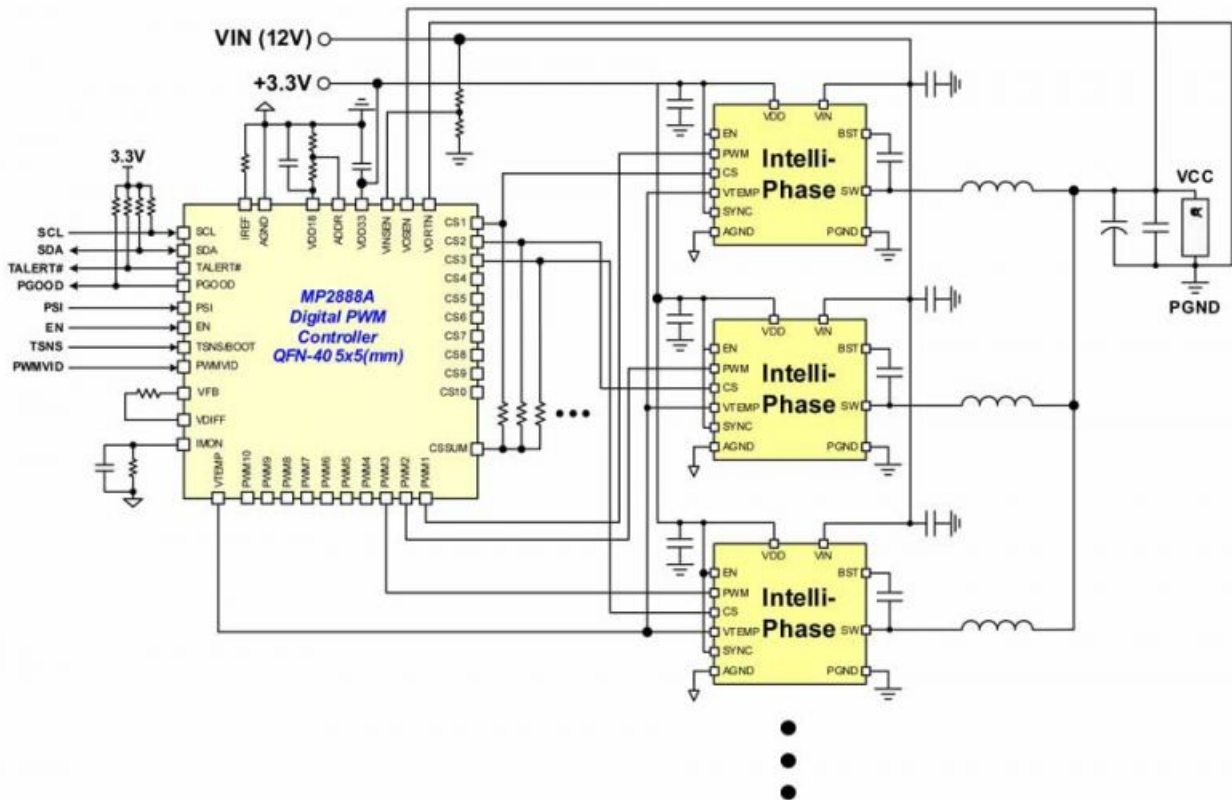 VIN (12V)
+3.3V
3.3V
SCL
SDA
TALERT#
PGOOD
PSI
EN
TSNS
PWMVID
IREF
AGND
VDD18
ADDR
VDD33
VINSEN
VOSEN
VORTN
SCL
SDA
TALERT#
PGOOD
PSI
EN
TSNS/BOOT
PWMVID
VFB
VDIFF
IMON
MP2888A
Digital PWM
Controller
QFN-40 5x5(mm)
CS1
CS2
CS3
CS4
CS5
CS6
CS7
CS8
CS9
CS10
CSSUM
VTEMP
PWM10
PWM9
PWM8
PWM7
PWM6
PWM5
PWM4
PWM3
PWM2
PWM1
VDD
VIN
EN
PWM
CS
VTEMP
SYNC
AGND
Intelli-
Phase
BST
SW
PGND
VDD
VIN
EN
PWM
CS
VTEMP
SYNC
AGND
Intelli-
Phase
BST
SW
PGND
VDD
VIN
EN
PWM
CS
VTEMP
SYNC
AGND
Intelli-
Phase
BST
SW
PGND
VCC
PGND